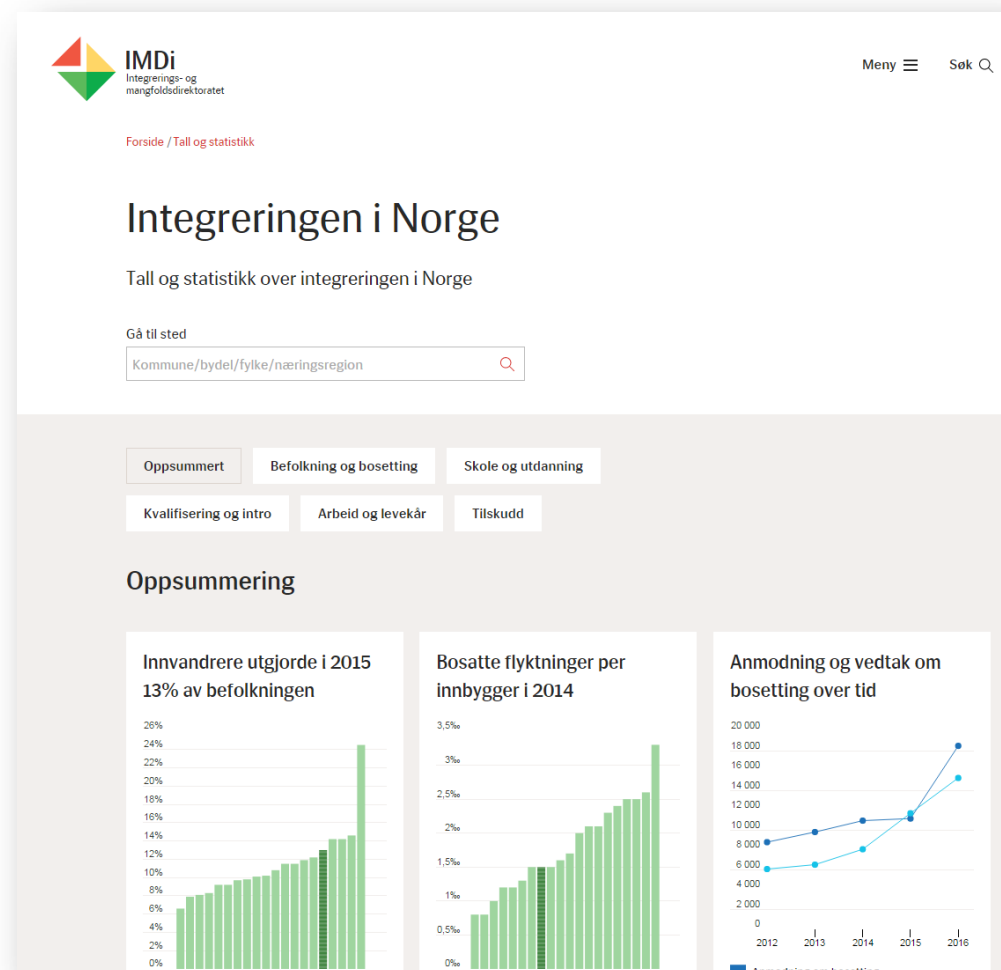 IMDi
Integrerings- og
mangfoldsdirektoratet
Meny
Søk
Forside / Tall og statistikk
Integreringen i Norge
Tall og statistikk over integreringen i Norge
Gå til sted
Kommune/bydel/fylke/næringsregion
Oppsummert
Befolkning og bosetting
Skole og utdanning
Kvalifisering og intro
Arbeid og levekår
Tilskudd
Oppsummering
Innvandrere utgjorde i 2015
13% av befolkningen
26%
24%
22%
20%
18%
16%
14%
12%
10%
8%
6%
4%
2%
0%
Bosatte flyktninger per
innbygger i 2014
3,5‰
3‰
2,5‰
2‰
1,5‰
1‰
0,5‰
0‰
Anmodning og vedtak om
bosetting over tid
20 000
18 000
16 000
14 000
12 000
10 000
8 000
6 000
4 000
2 000
0
2012 2013 2014 2015 2016
Anmodning om bosetting